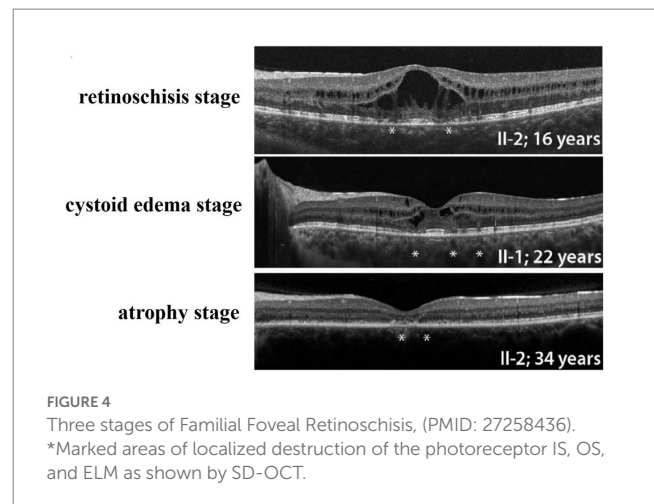 retinoschisis stage
II-2; 16 years
cystoid edema stage
II-1; 22 years
atrophy stage
II-2; 34 years
FIGURE 4
Three stages of Familial Foveal Retinoschisis, (PMID: 27258436).
*Marked areas of localized destruction of the photoreceptor IS, OS,
and ELM as shown by SD-OCT.